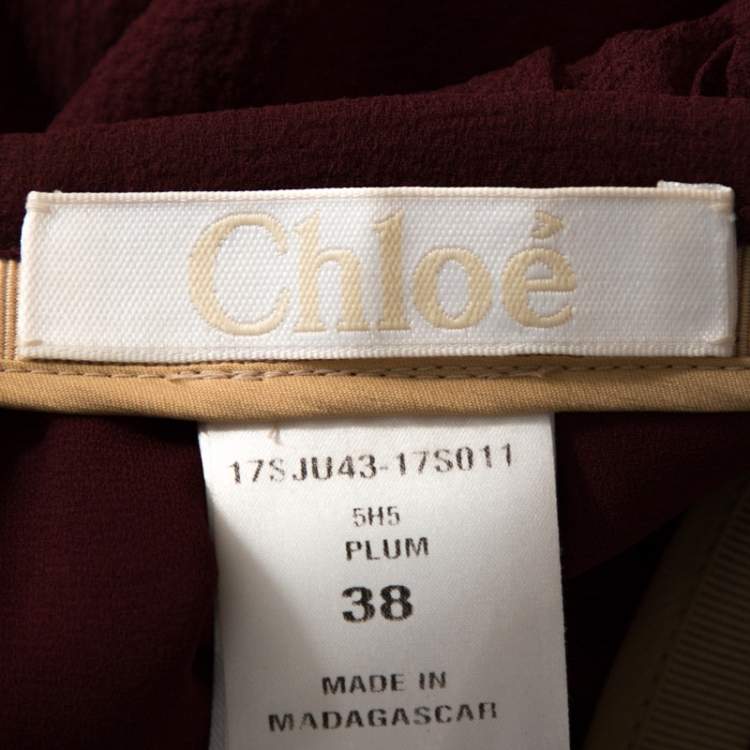 Chloé
17SJU43-17S011
5H5
PLUM
38
MADE IN
MADAGASCAR